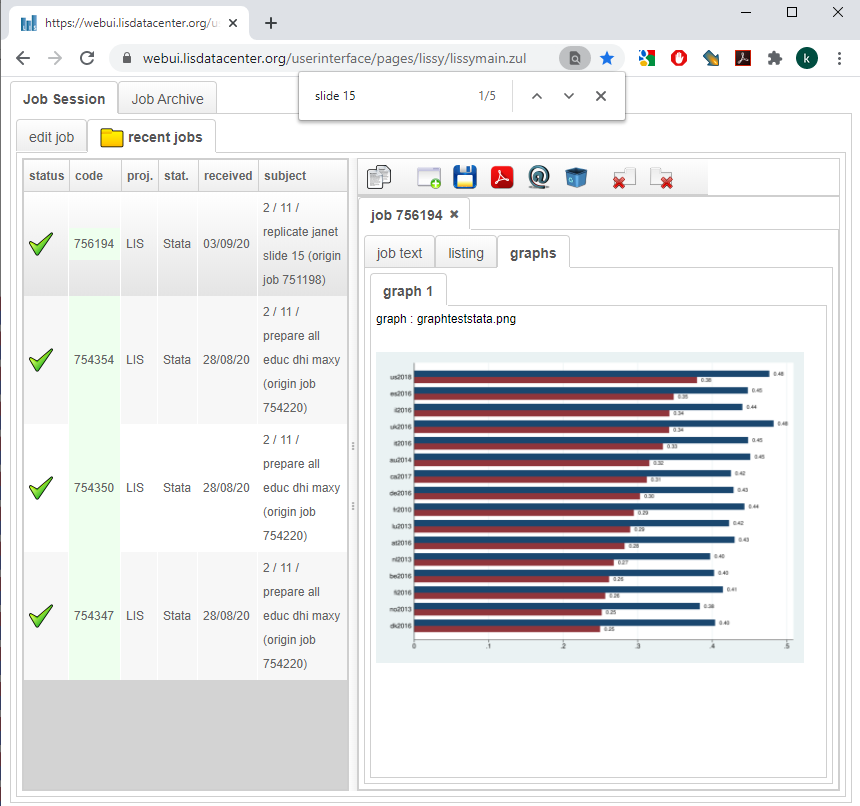 https://webui.lisdatacenter.org/u
webui.lisdatacenter.org/userinterface/pages/lissy/lissymain.zul
k
slide 15
1/5
Job Session
Job Archive
edit job
recent jobs
status code proj. stat. received subject
756194 LIS Stata 03/09/20
2 / 11 /
replicate janet
slide 15 (origin
job 751198)
754354 LIS Stata 28/08/20
2 / 11 /
prepare all
educ dhi maxy
(origin job
754220)
754350 LIS Stata 28/08/20
2 / 11 /
prepare all
educ dhi maxy
(origin job
754220)
754347 LIS Stata 28/08/20
2 / 11 /
prepare all
educ dhi maxy
(origin job
754220)
job 756194
job text
listing
graphs
graph 1
graph : graphteststata.png
us2018 0.48
0.38
es2016 0.45
0.35
il2016 0.44
0.34
uk2016 0.48
0.34
it2016 0.45
0.33
au2014 0.45
0.32
ca2017 0.42
0.31
de2016 0.43
0.30
fr2010 0.44
0.29
lu2013 0.42
0.29
at2016 0.43
0.28
nl2013 0.40
0.27
be2016 0.40
0.26
fi2016 0.41
0.26
no2013 0.38
0.25
dk2016 0.40
0.25
0 .1 .2 .3 .4 .5